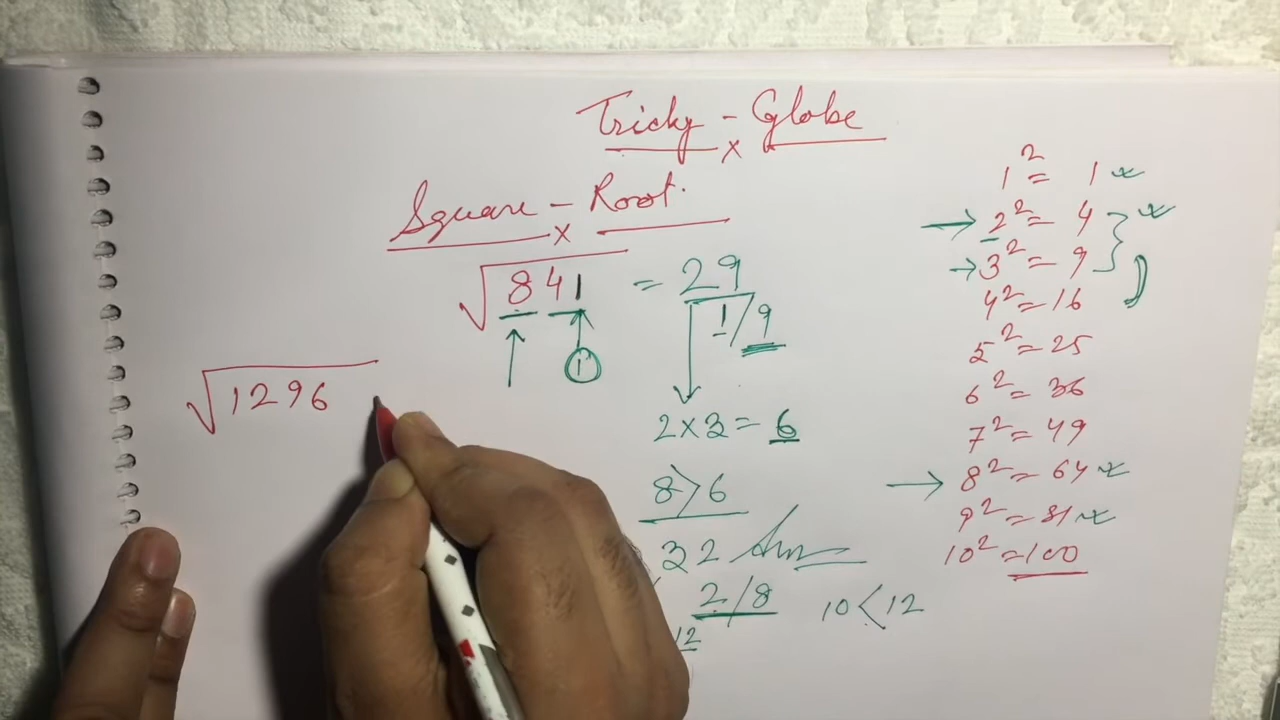 Tricky - Globe
x
Square - Root
x
√841 = 29
1/9
1
√1296
2x3 = 6
8>6
32 Ans
2/8 10<12
12
1² = 1
→ 2² = 4
→ 3² = 9
4² = 16
5² = 25
6² = 36
7² = 49
→ 8² = 64
9² = 81
10² = 100